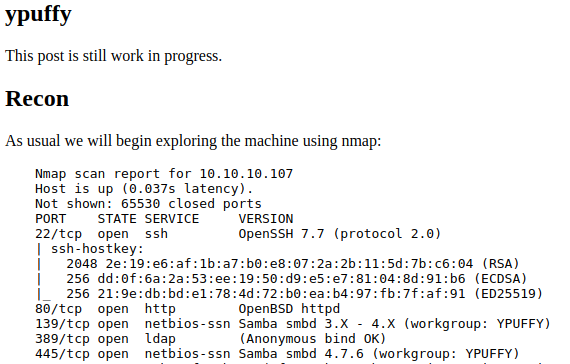 ypuffy
This post is still work in progress.
Recon
As usual we will begin exploring the machine using nmap:
Nmap scan report for 10.10.10.107
Host is up (0.037s latency).
Not shown: 65530 closed ports
PORT    STATE SERVICE     VERSION
22/tcp  open  ssh         OpenSSH 7.7 (protocol 2.0)
| ssh-hostkey:
|   2048 2e:19:e6:af:1b:a7:b0:e8:07:2a:2b:11:5d:7b:c6:04 (RSA)
|   256 dd:0f:6a:2a:53:ee:19:50:d9:e5:e7:81:04:8d:91:b6 (ECDSA)
|_  256 21:9e:db:bd:e1:78:4d:72:b0:ea:b4:97:fb:7f:af:91 (ED25519)
80/tcp  open  http        OpenBSD httpd
139/tcp open  netbios-ssn Samba smbd 3.X - 4.X (workgroup: YPUFFY)
389/tcp open  ldap        (Anonymous bind OK)
445/tcp open  netbios-ssn Samba smbd 4.7.6 (workgroup: YPUFFY)